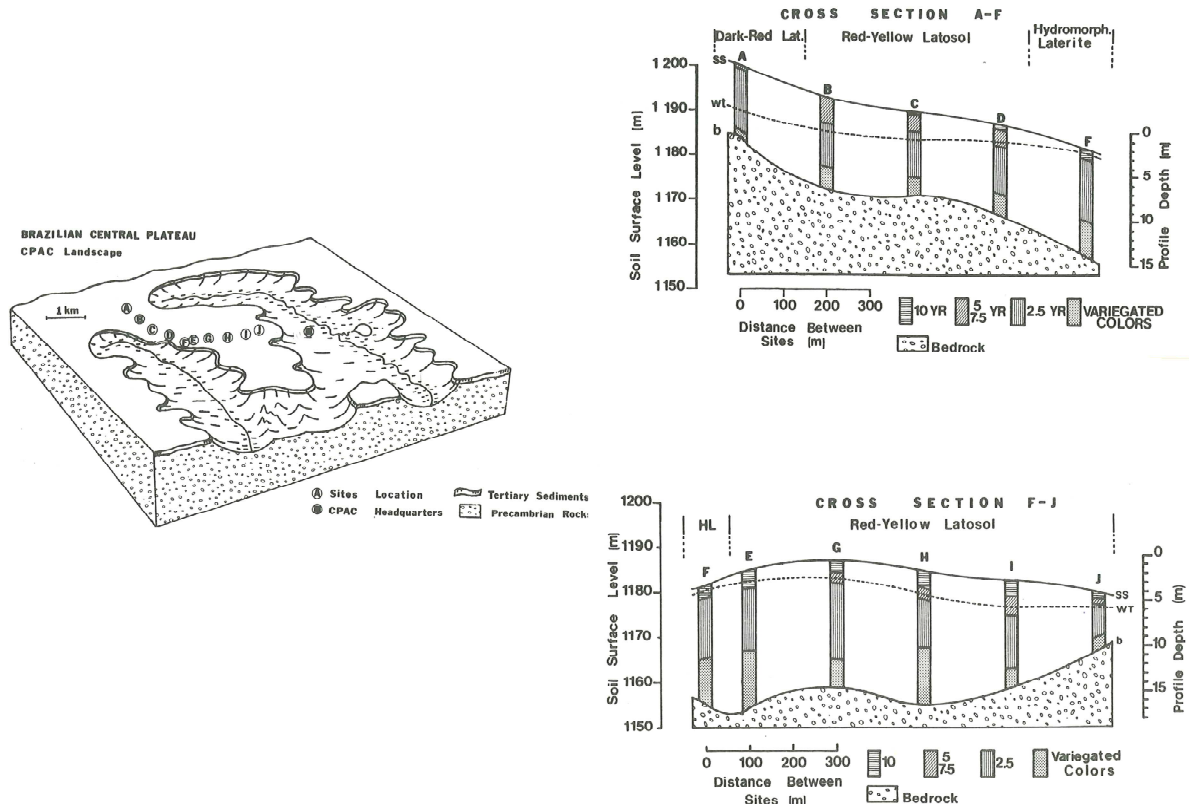 BRAZILIAN CENTRAL PLATEAU
CPAC Landscape
1 km
A
B
C
D
F
E
G
H
I
J
A Sites Location
CPAC Headquarters
Tertiary Sediments
Precambrian Rocks
CROSS SECTION A-F
Dark-Red Lat.
Red-Yellow Latosol
Hydromorph.
Laterite
ss
wt
b
A
B
C
D
F
Soil Surface Level [m]
1 200
1 190
1 180
1 170
1 160
1 150
0
5
10
15
Profile Depth [m]
0 100 200 300
Distance Between
Sites [m]
10 YR
5
7.5 YR
2.5 YR
VARIEGATED
COLORS
Bedrock
CROSS SECTION F-J
HL
Red-Yellow Latosol
F
E
G
H
I
J
SS
WT
b
Soil Surface Level [m]
1200
1190
1180
1170
1160
1150
0
5
10
15
Profile Depth (m)
0 100 200 300
Distance Between
Sites [m]
10
5
7.5
2.5
Variegated
Colors
Bedrock